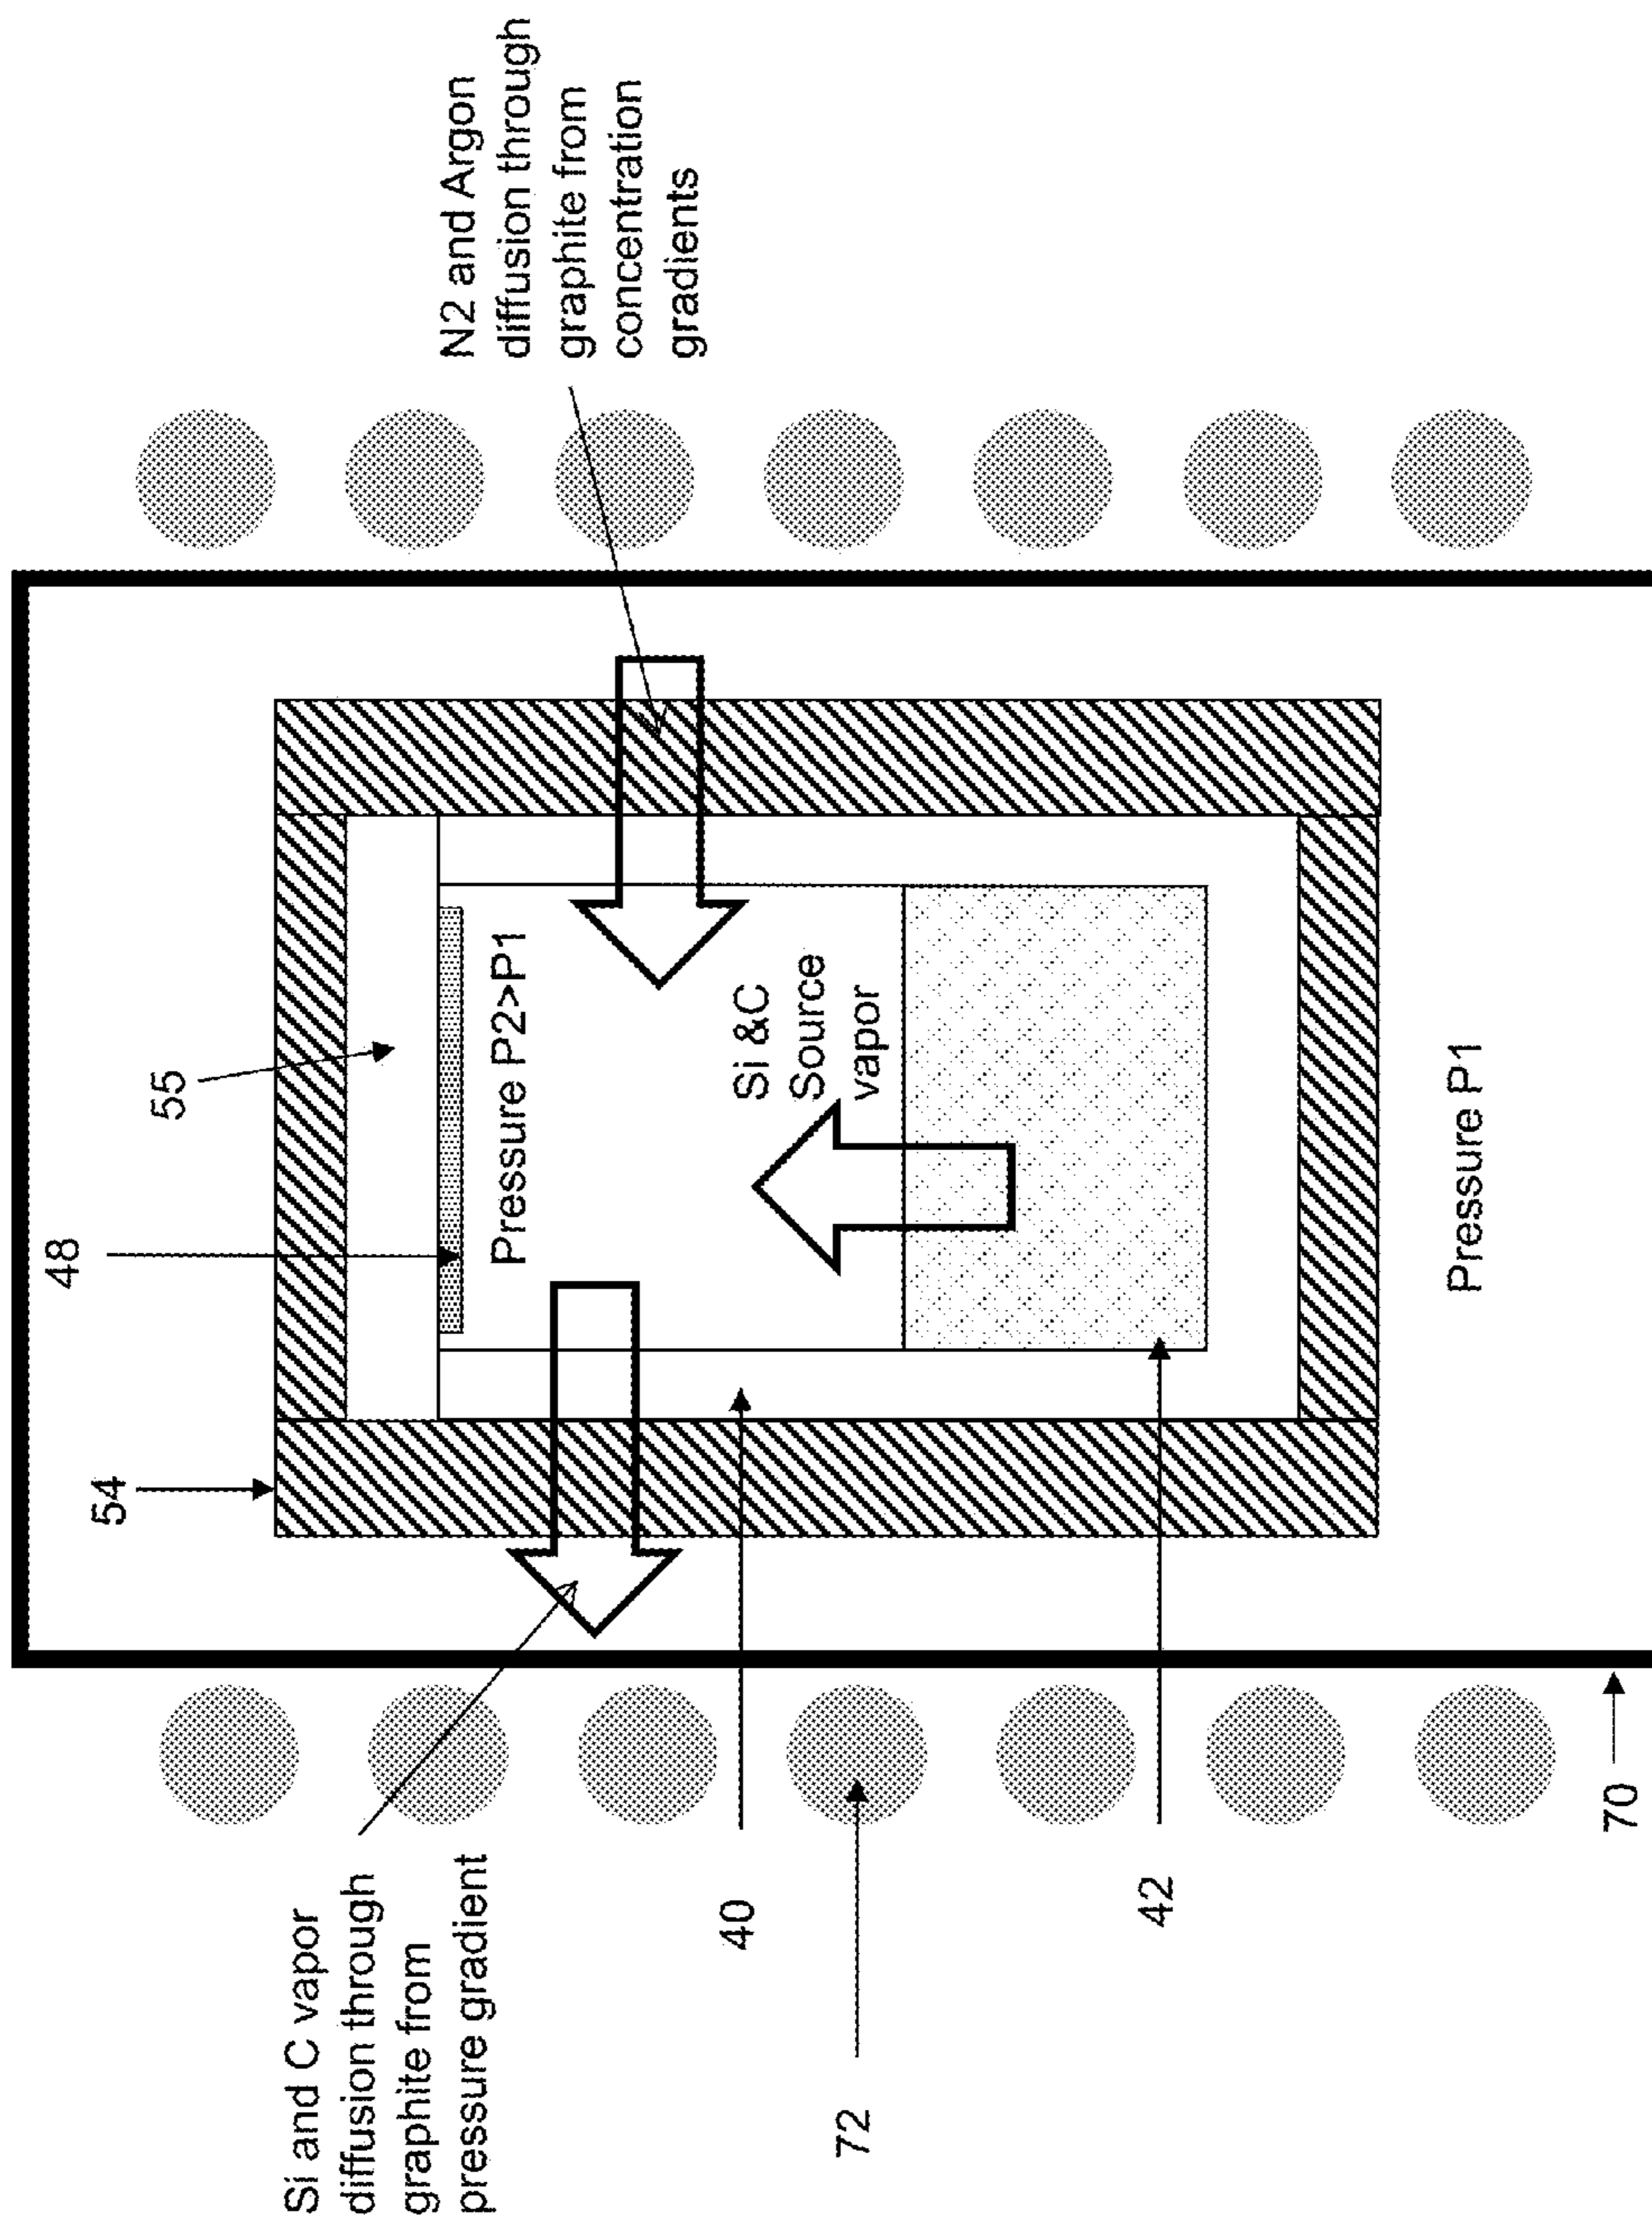 48
54
55
Si and C vapor
diffusion through
graphite from
pressure gradient
N2 and Argon
diffusion through
graphite from
concentration
gradients
Pressure P2>P1
Si &C
Source
vapor
40
72
42
Pressure P1
70